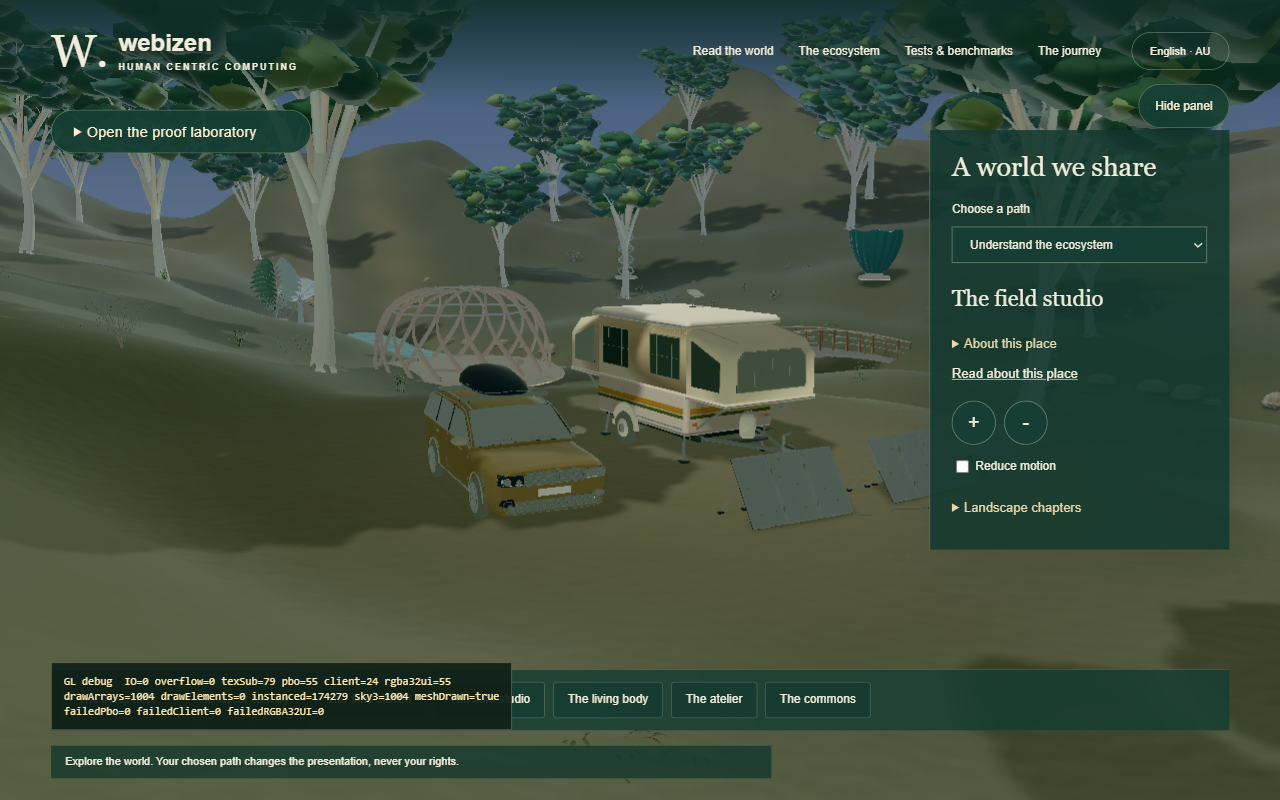 W. webizen
HUMAN CENTRIC COMPUTING
Read the world
The ecosystem
Tests & benchmarks
The journey
English · AU
Hide panel
▶ Open the proof laboratory
A world we share
Choose a path
Understand the ecosystem
The field studio
▶ About this place
Read about this place
+ -
Reduce motion
▶ Landscape chapters
GL debug IO=0 overflow=0 texSub=79 pbo=55 client=24 rgba32ui=55
drawArrays=1004 drawElements=0 instanced=174279 sky3=1004 meshDrawn=true
failedPbo=0 failedClient=0 failedRGBA32UI=0
The living body
The atelier
The commons
Explore the world. Your chosen path changes the presentation, never your rights.